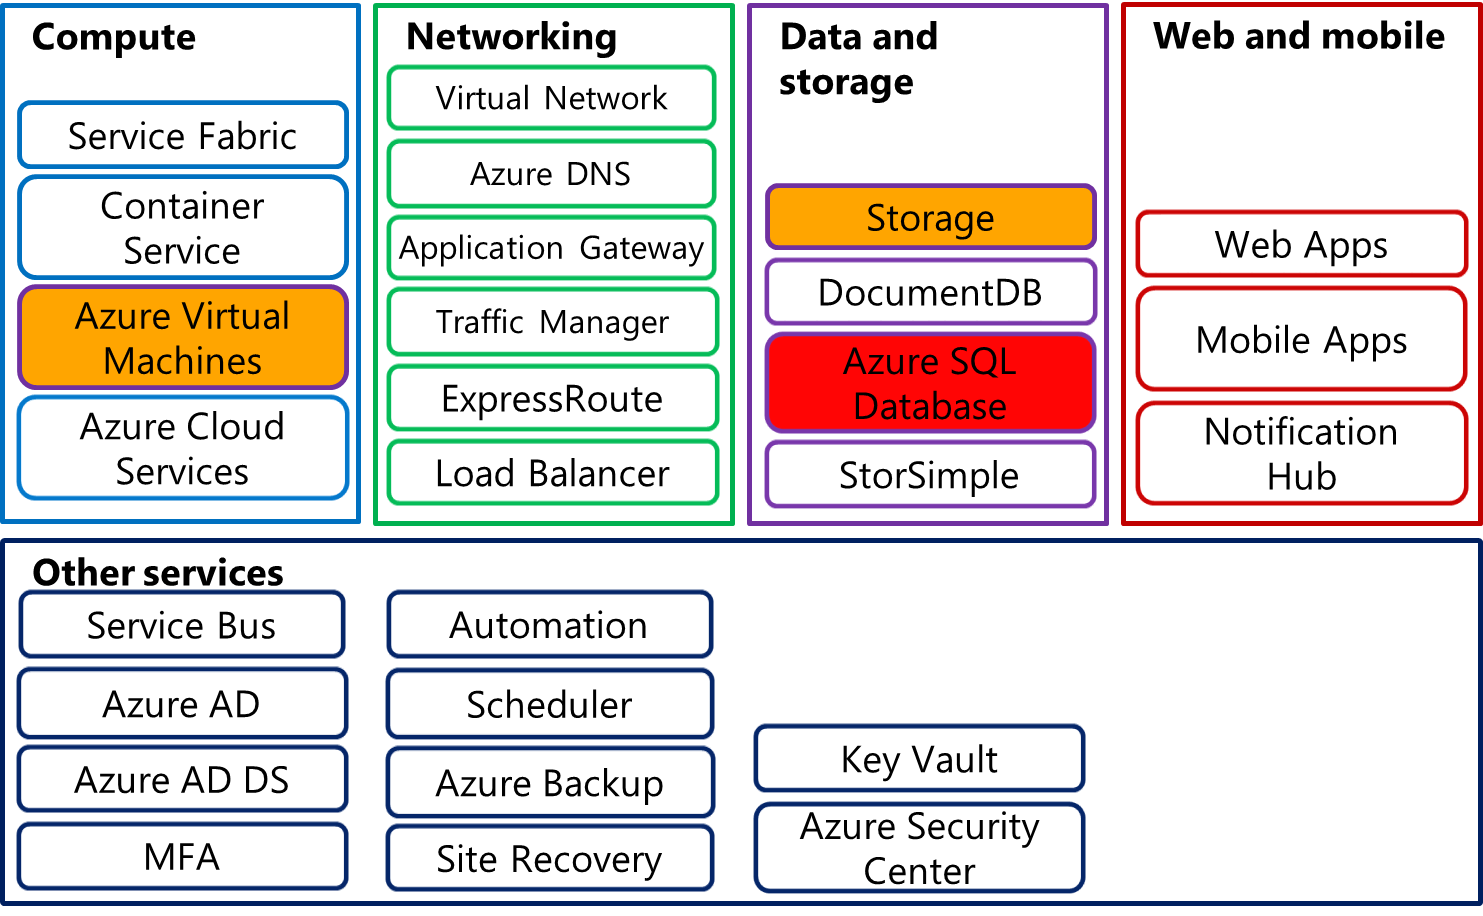 Compute
Service Fabric
Container
Service
Azure Virtual
Machines
Azure Cloud
Services
Networking
Virtual Network
Azure DNS
Application Gateway
Traffic Manager
ExpressRoute
Load Balancer
Data and
storage
Storage
DocumentDB
Azure SQL
Database
StorSimple
Web and mobile
Web Apps
Mobile Apps
Notification
Hub
Other services
Service Bus
Azure AD
Azure AD DS
MFA
Automation
Scheduler
Azure Backup
Site Recovery
Key Vault
Azure Security
Center